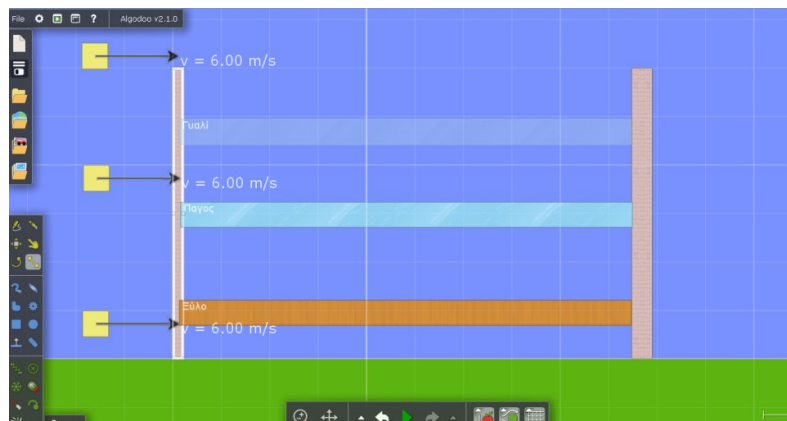 File ? Algodoo v2.1.0
v = 6.00 m/s
Γυαλί
v = 6.00 m/s
Πάγος
Ξύλο
v = 6.00 m/s